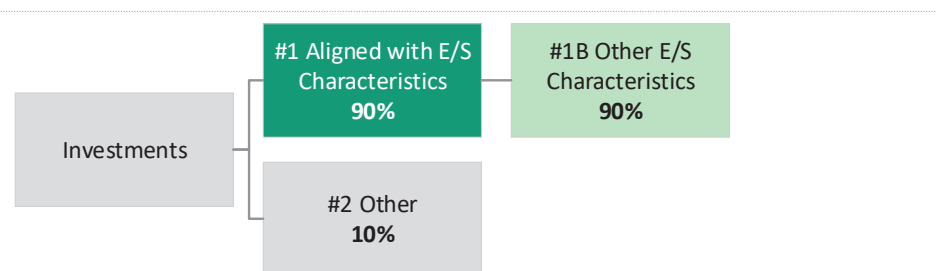 #1 Aligned with E/S
Characteristics
90%
#1B Other E/S
Characteristics
90%
Investments
#2 Other
10%